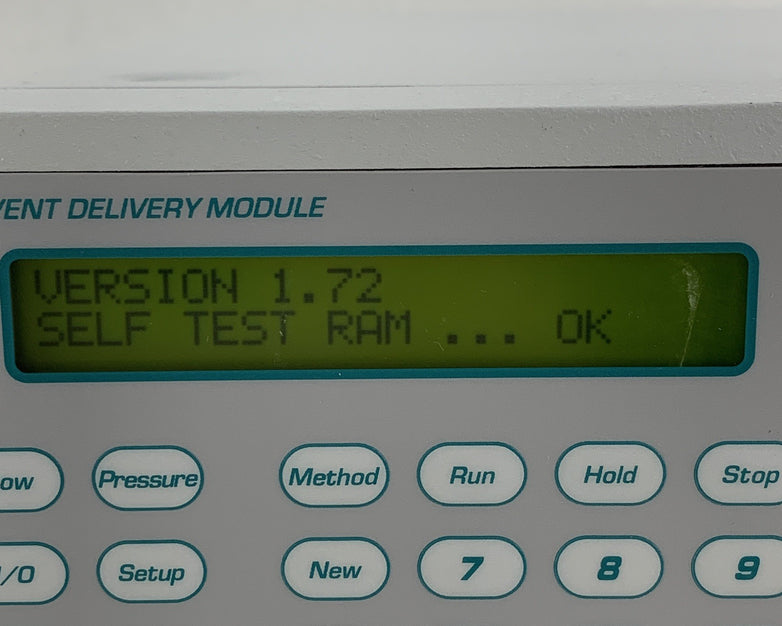 VENT DELIVERY MODULE
VERSION 1.72
SELF TEST RAM ... OK
ow Pressure Method Run Hold Stop
I/O Setup New 7 8 9